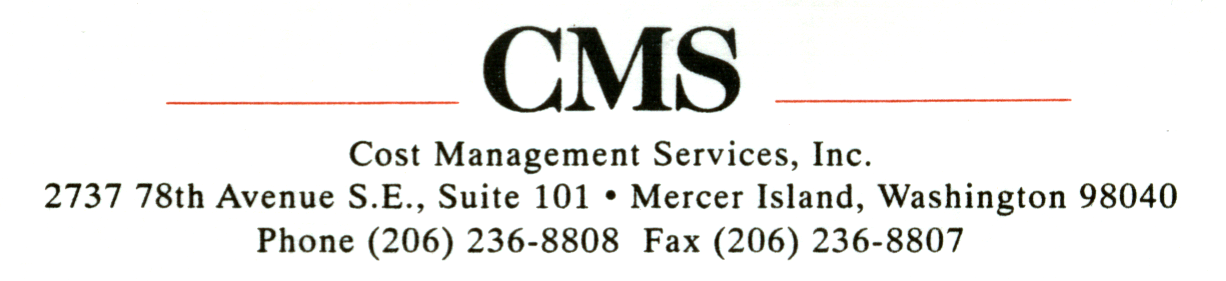 CMS
Cost Management Services, Inc.
2737 78th Avenue S.E., Suite 101 • Mercer Island, Washington 98040
Phone (206) 236-8808 Fax (206) 236-8807